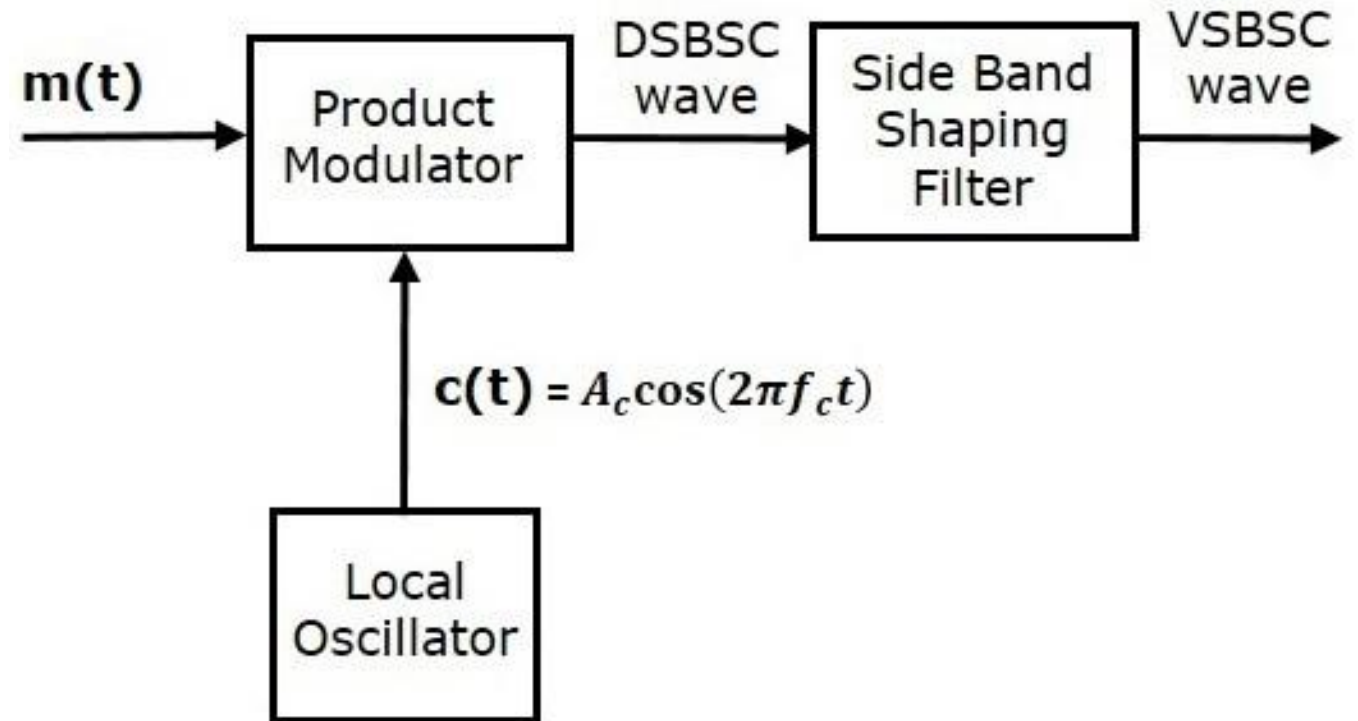 m(t)
Product
Modulator
DSBSC
wave
Side Band
Shaping
Filter
VSBSC
wave
c(t) = A_c cos(2πf_c t)
Local
Oscillator